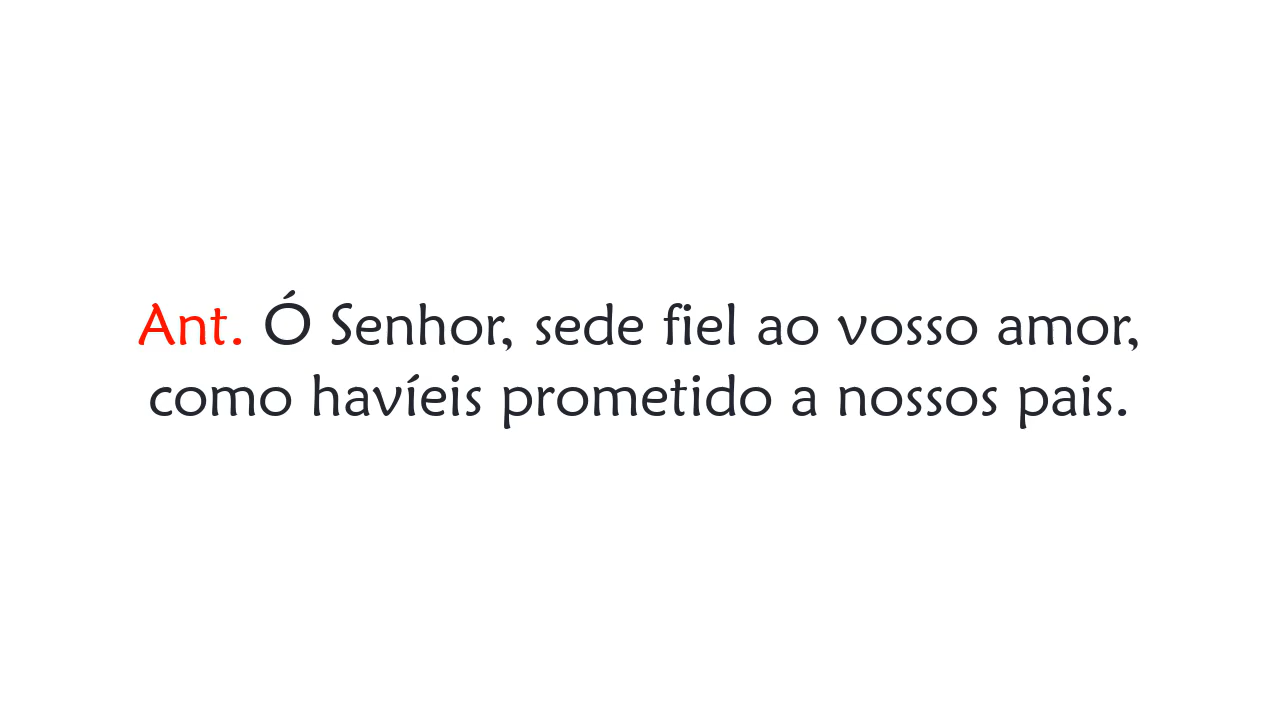 Ant. Ó Senhor, sede fiel ao vosso amor,
como havíeis prometido a nossos pais.